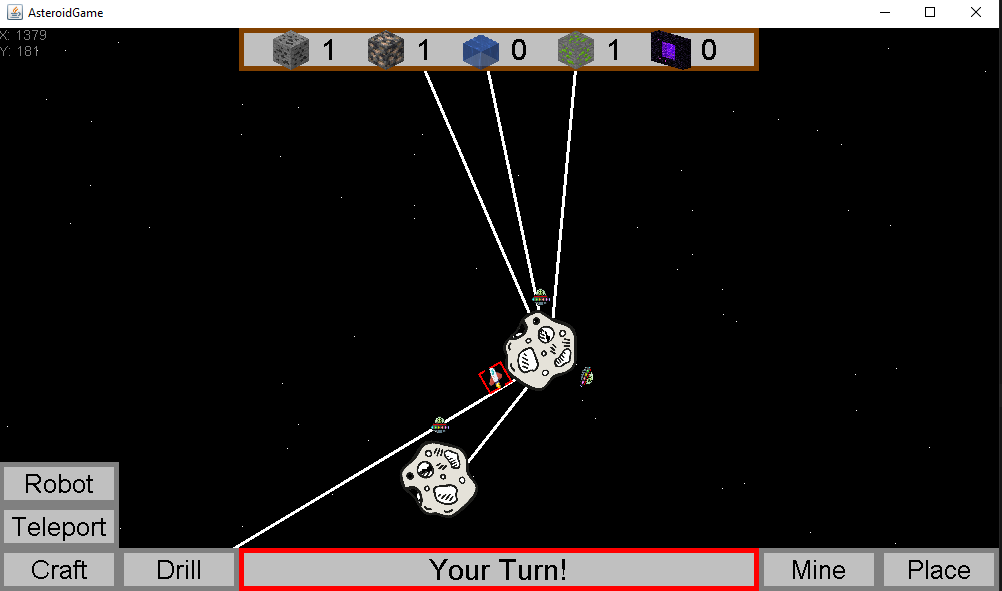 AsteroidGame
X: 1379
Y: 181
1 1 0 1 0
Robot
Teleport
Craft Drill Your Turn! Mine Place